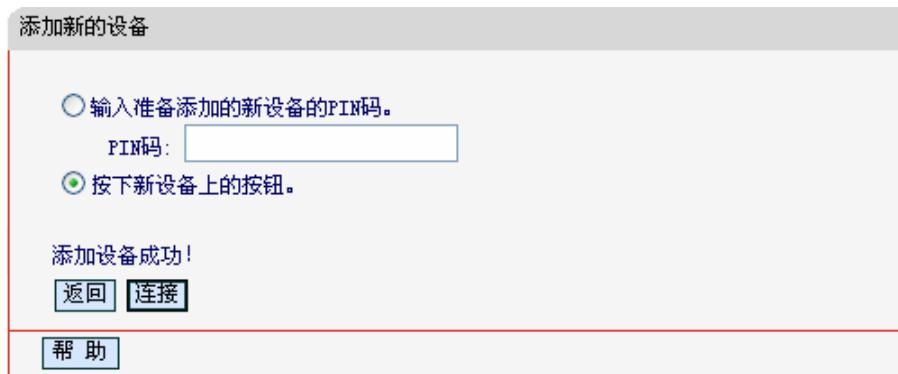 添加新的设备
输入准备添加的新设备的PIN码。
PIN码:
按下新设备上的按钮。
添加设备成功!
返回 连接
帮 助